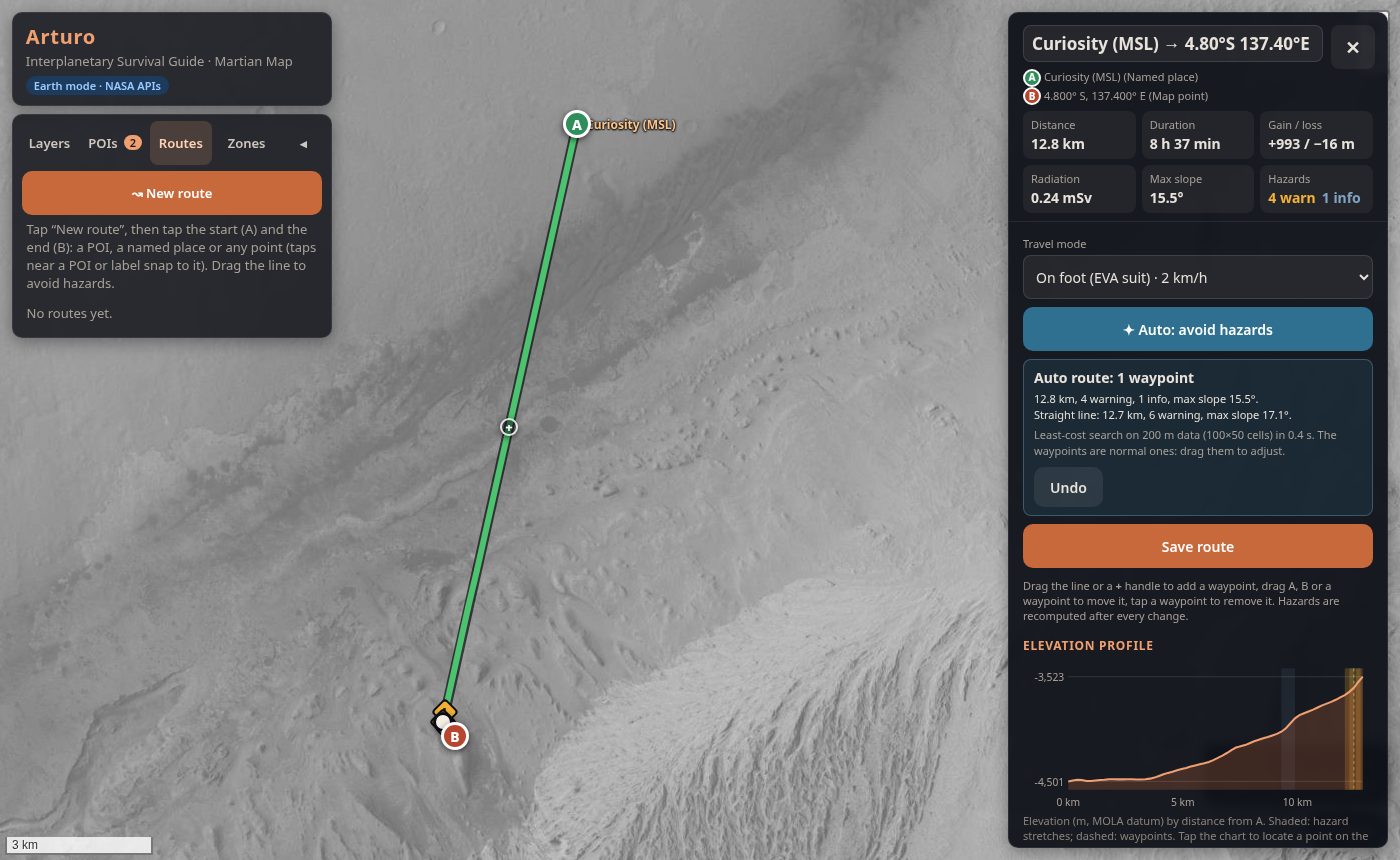 Arturo
Interplanetary Survival Guide · Martian Map
Earth mode · NASA APIs
Layers POIs 2 Routes Zones ◂
↝ New route
Tap “New route”, then tap the start (A) and the
end (B): a POI, a named place or any point (taps
near a POI or label snap to it). Drag the line to
avoid hazards.
No routes yet.
A
Curiosity (MSL)
+
B
3 km
Curiosity (MSL) → 4.80°S 137.40°E
✕
A Curiosity (MSL) (Named place)
B 4.800° S, 137.400° E (Map point)
Distance Duration Gain / loss
12.8 km 8 h 37 min +993 / −16 m
Radiation Max slope Hazards
0.24 mSv 15.5° 4 warn 1 info
Travel mode
On foot (EVA suit) · 2 km/h
✦ Auto: avoid hazards
Auto route: 1 waypoint
12.8 km, 4 warning, 1 info, max slope 15.5°.
Straight line: 12.7 km, 6 warning, max slope 17.1°.
Least-cost search on 200 m data (100×50 cells) in 0.4 s. The
waypoints are normal ones: drag them to adjust.
Undo
Save route
Drag the line or a + handle to add a waypoint, drag A, B or a
waypoint to move it, tap a waypoint to remove it. Hazards are
recomputed after every change.
ELEVATION PROFILE
-3,523
-4,501
0 km 5 km 10 km
Elevation (m, MOLA datum) by distance from A. Shaded: hazard
stretches; dashed: waypoints. Tap the chart to locate a point on the